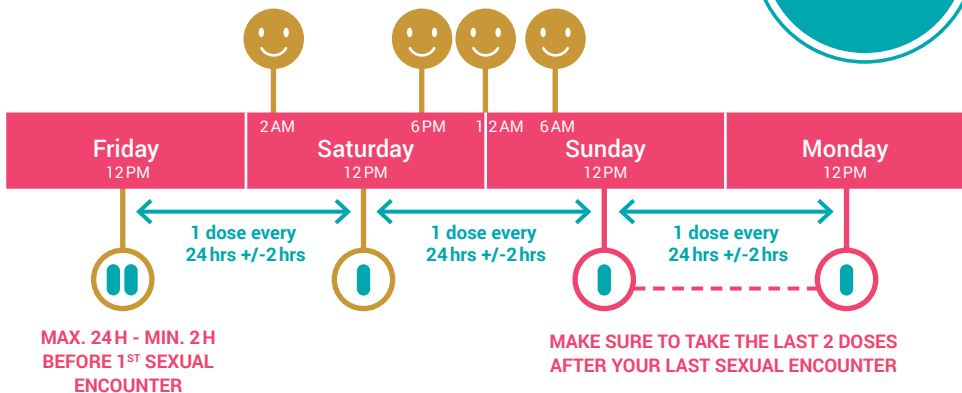 2 AM
6 PM
12 AM
6 AM
Friday
12 PM
Saturday
12 PM
Sunday
12 PM
Monday
12 PM
1 dose every
24 hrs +/-2 hrs
1 dose every
24 hrs +/-2 hrs
1 dose every
24 hrs +/-2 hrs
MAX. 24 H - MIN. 2 H
BEFORE 1ST SEXUAL
ENCOUNTER
MAKE SURE TO TAKE THE LAST 2 DOSES
AFTER YOUR LAST SEXUAL ENCOUNTER